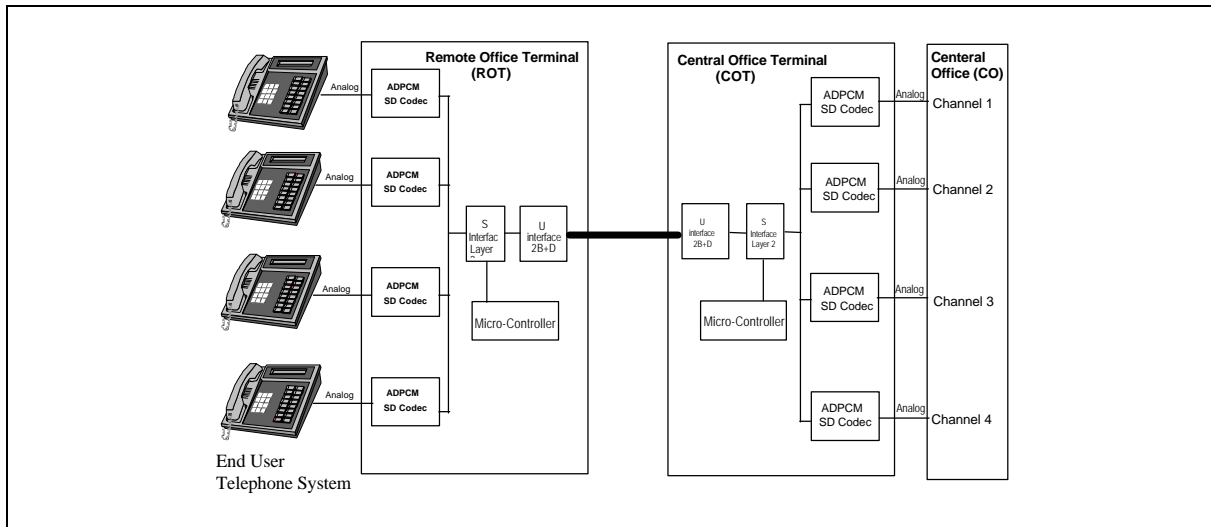 Remote Office Terminal
(ROT)
Central Office Terminal
(COT)
Centeral
Office (CO)
Analog
ADPCM
SD Codec
Analog
ADPCM
SD Codec
Analog
ADPCM
SD Codec
Analog
ADPCM
SD Codec
S
Interfac
Layer
U
interface
2B+D
Micro-Controller
U
interface
2B+D
S
Interface
Layer 2
Micro-Controller
ADPCM
SD Codec
Analog
Channel 1
ADPCM
SD Codec
Analog
Channel 2
ADPCM
SD Codec
Analog
Channel 3
ADPCM
SD Codec
Analog
Channel 4
End User
Telephone System